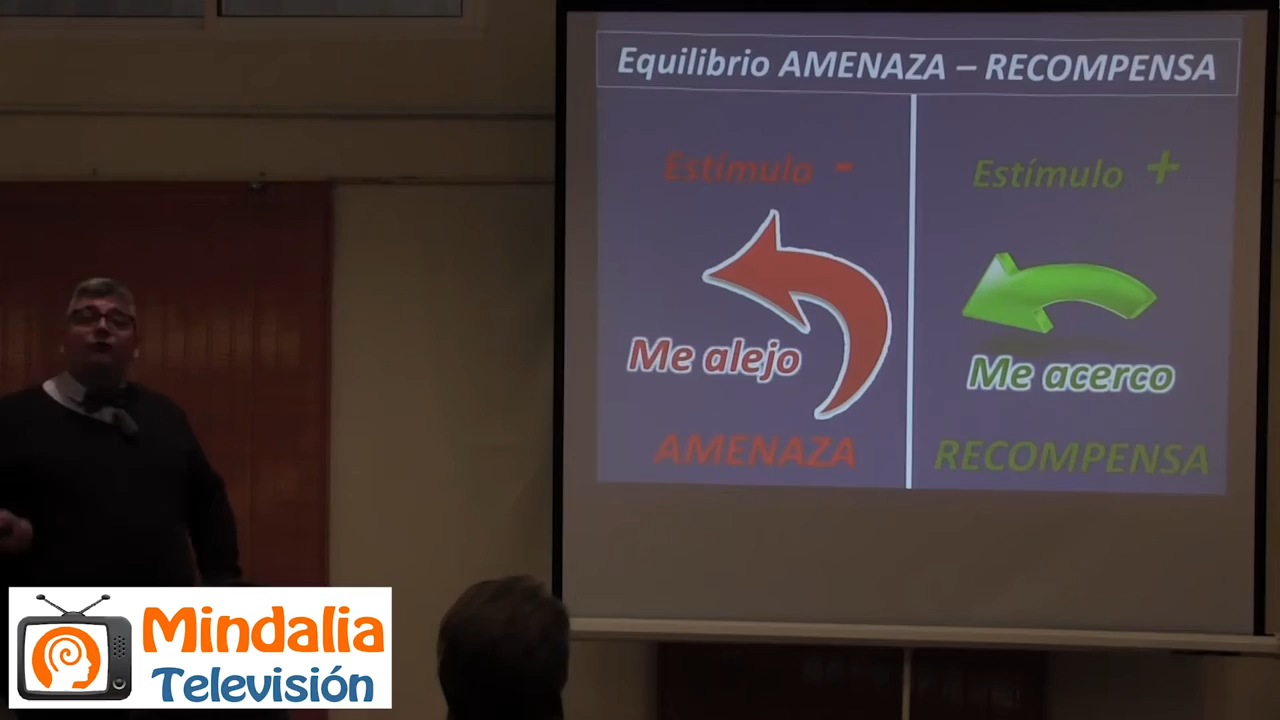 Equilibrio AMENAZA – RECOMPENSA
Estímulo -
Me alejo
AMENAZA
Estímulo +
Me acerco
RECOMPENSA
Mindalia
Televisión